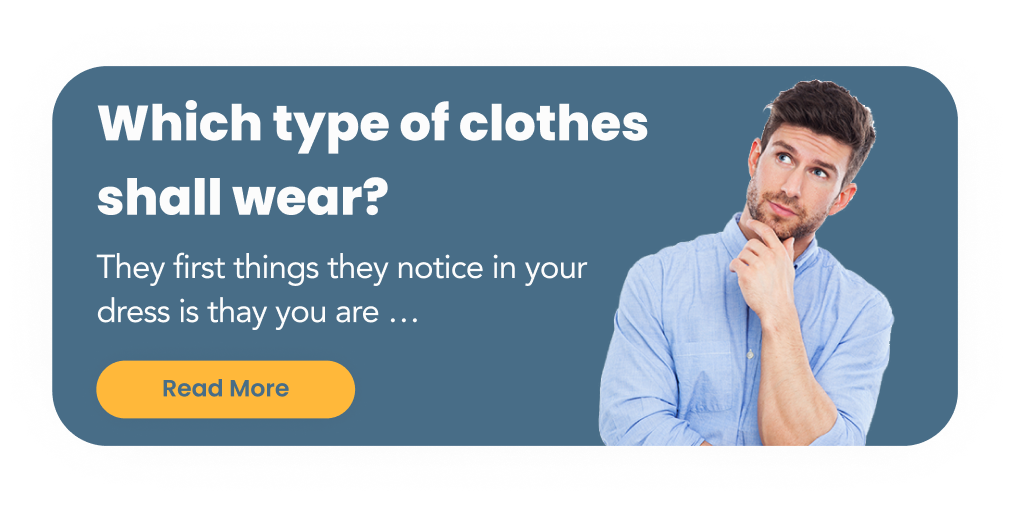 Which type of clothes
shall wear?
They first things they notice in your
dress is thay you are …
Read More